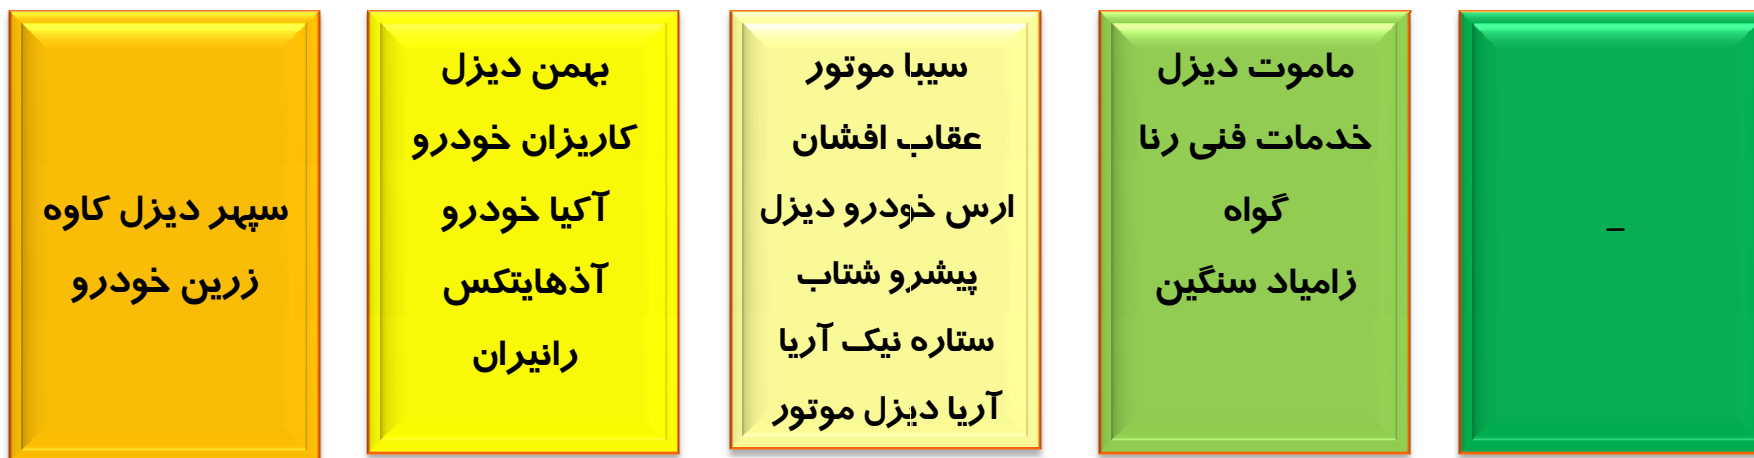 –
ماموت دیزل
خدمات فنی رنا
گواه
زامیاد سنگین
سیبا موتور
عقاب افشان
ارس خودرو دیزل
پیشرو شتاب
ستاره نیک آریا
آریا دیزل موتور
بهمن دیزل
کاریزان خودرو
آکیا خودرو
آذهایتکس
رانیران
سپهر دیزل کاوه
زرین خودرو